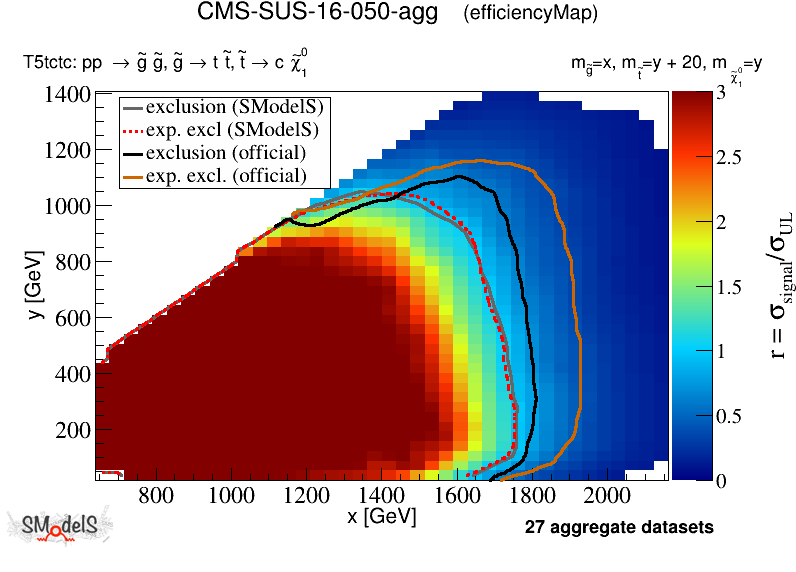 CMS-SUS-16-050-agg (efficiencyMap)
T5tctc: pp → g̃ g̃, g̃ → t t̃, t̃ → c χ̃₁⁰
m_g̃=x, m_t̃=y + 20, m_χ̃₁⁰=y
exclusion (SModelS)
exp. excl (SModelS)
exclusion (official)
exp. excl. (official)
1400
1200
1000
800
600
400
200
y [GeV]
800 1000 1200 1400 1600 1800 2000
x [GeV]
3
2.5
2
1.5
1
0.5
0
r = σ_signal/σ_UL
27 aggregate datasets
SModelS